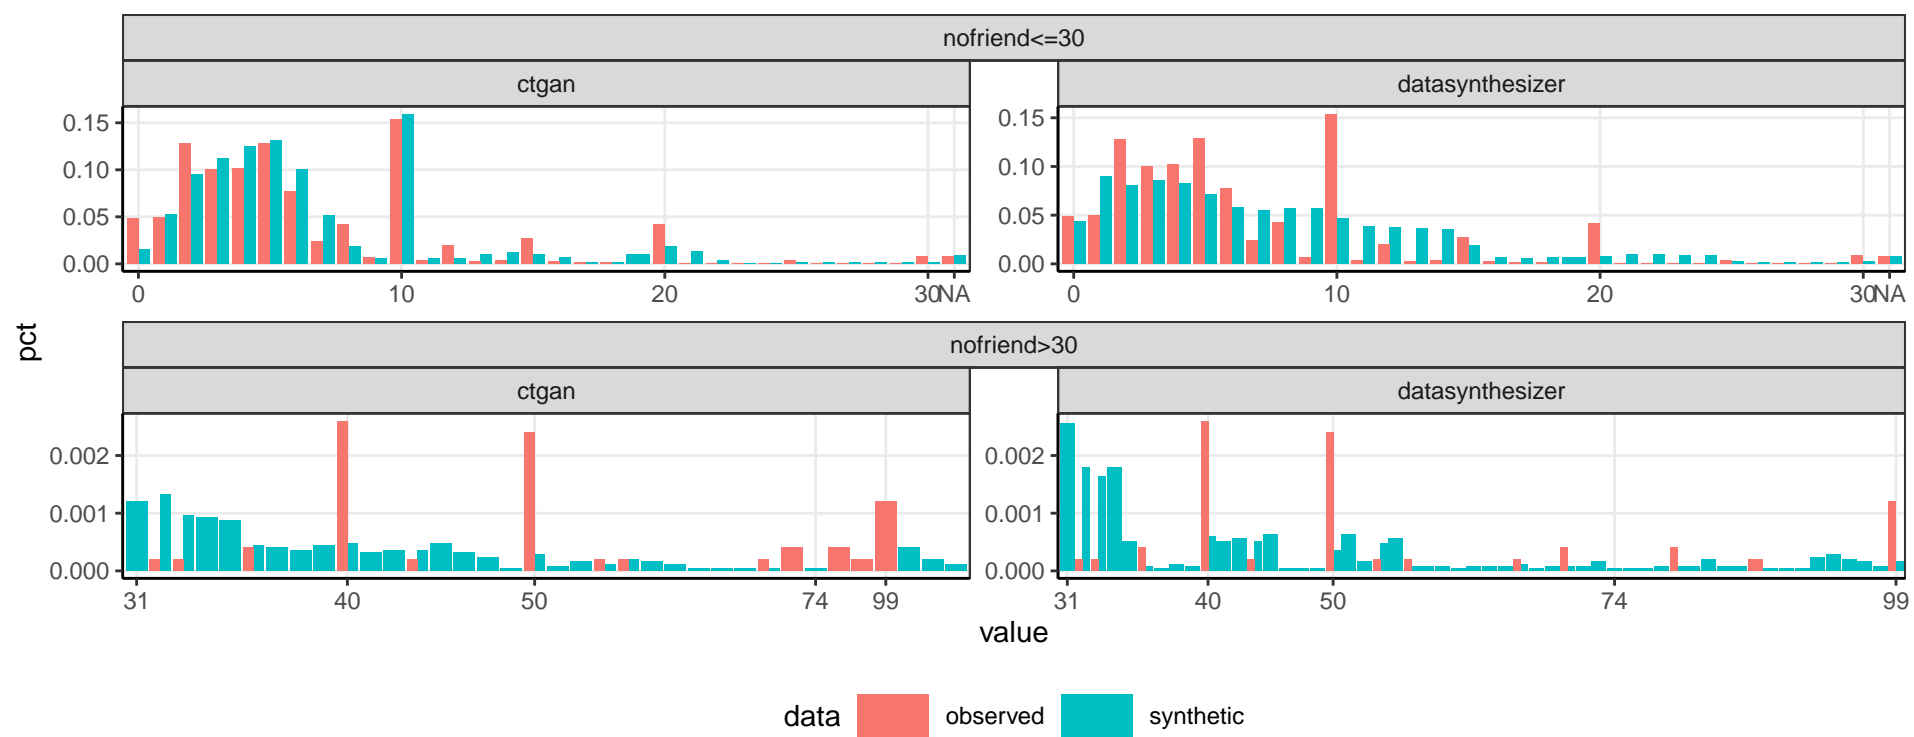 nofriend<=30
ctgan
datasynthesizer
0.15
0.10
0.05
0.00
0 10 20 30NA
0.15
0.10
0.05
0.00
0 10 20 30NA
pct
nofriend>30
ctgan
datasynthesizer
0.002
0.001
0.000
31 40 50 74 99
0.002
0.001
0.000
31 40 50 74 99
value
data observed synthetic